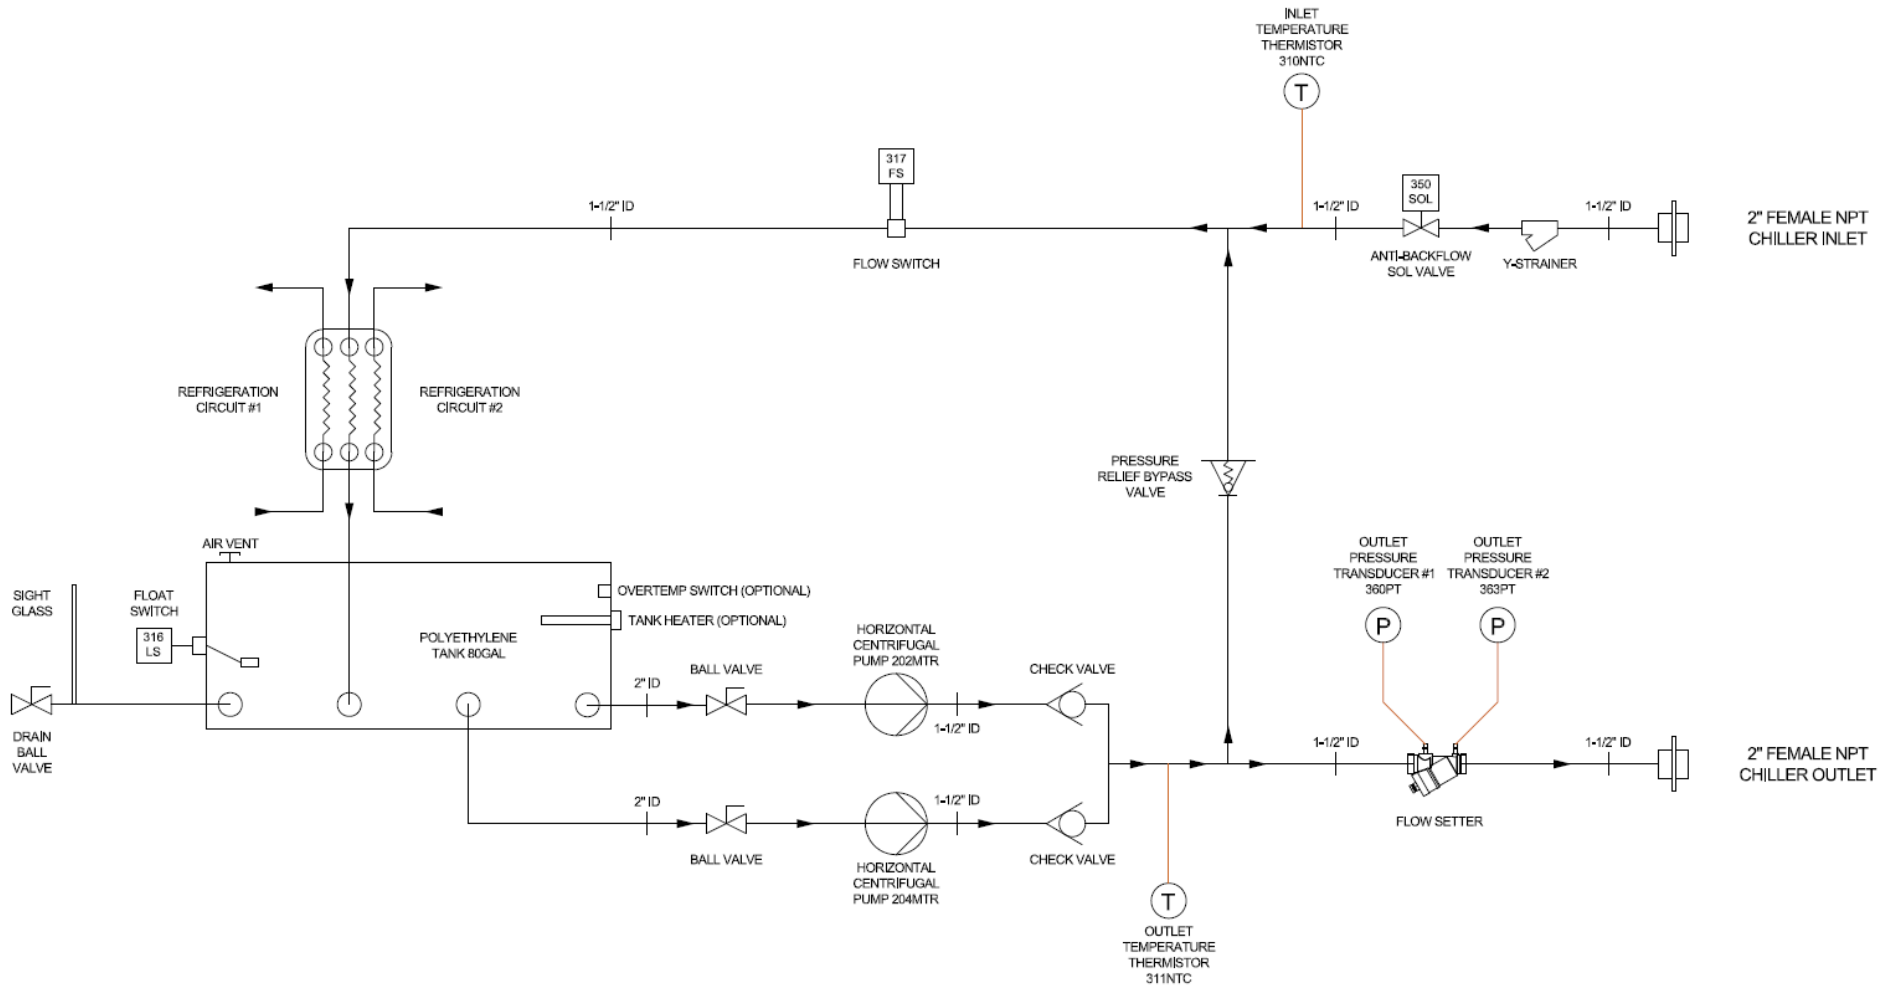 INLET
TEMPERATURE
THERMISTOR
310NTC
T
317
FS
350
SOL
1-1/2" ID
1-1/2" ID
1-1/2" ID
2" FEMALE NPT
CHILLER INLET
FLOW SWITCH
ANTI-BACKFLOW
SOL VALVE
Y-STRAINER
REFRIGERATION
CIRCUIT #1
REFRIGERATION
CIRCUIT #2
PRESSURE
RELIEF BYPASS
VALVE
AIR VENT
SIGHT
GLASS
FLOAT
SWITCH
316
LS
OVERTEMP SWITCH (OPTIONAL)
TANK HEATER (OPTIONAL)
POLYETHYLENE
TANK 80GAL
OUTLET
PRESSURE
TRANSDUCER #1
360PT
P
OUTLET
PRESSURE
TRANSDUCER #2
363PT
P
HORIZONTAL
CENTRIFUGAL
PUMP 202MTR
2" ID
BALL VALVE
CHECK VALVE
1-1/2" ID
DRAIN
BALL
VALVE
1-1/2" ID
1-1/2" ID
2" FEMALE NPT
CHILLER OUTLET
2" ID
1-1/2" ID
FLOW SETTER
BALL VALVE
CHECK VALVE
HORIZONTAL
CENTRIFUGAL
PUMP 204MTR
T
OUTLET
TEMPERATURE
THERMISTOR
311NTC